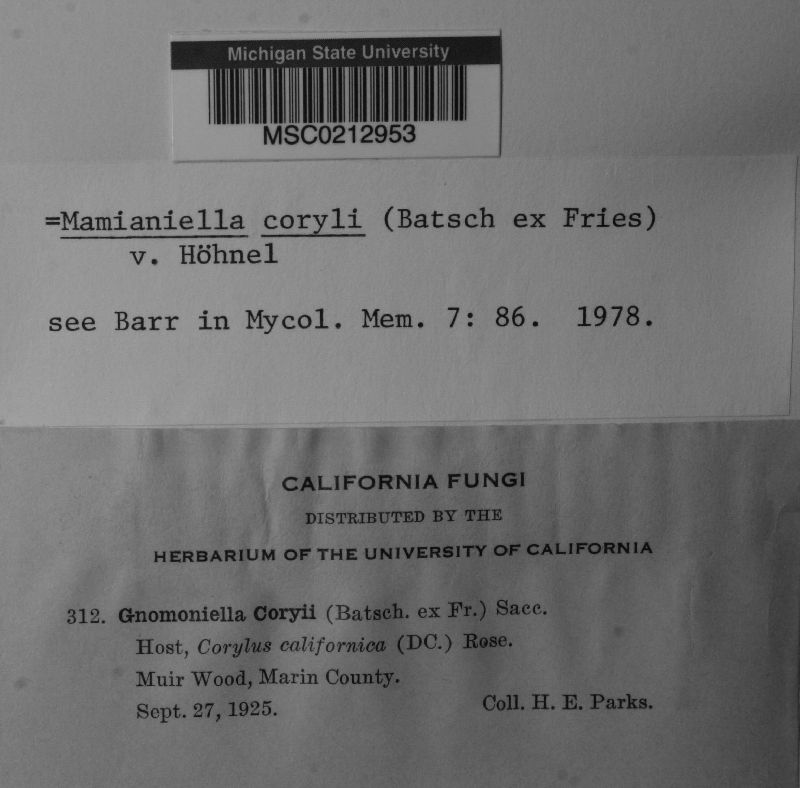 Michigan State University
MSC0212953
=Mamianiella coryli (Batsch ex Fries)
v. Höhnel
see Barr in Mycol. Mem. 7: 86. 1978.
CALIFORNIA FUNGI
DISTRIBUTED BY THE
HERBARIUM OF THE UNIVERSITY OF CALIFORNIA
312. Gnomoniella Coryii (Batsch. ex Fr.) Sacc.
Host, Corylus californica (DC.) Rose.
Muir Wood, Marin County.
Sept. 27, 1925. Coll. H. E. Parks.